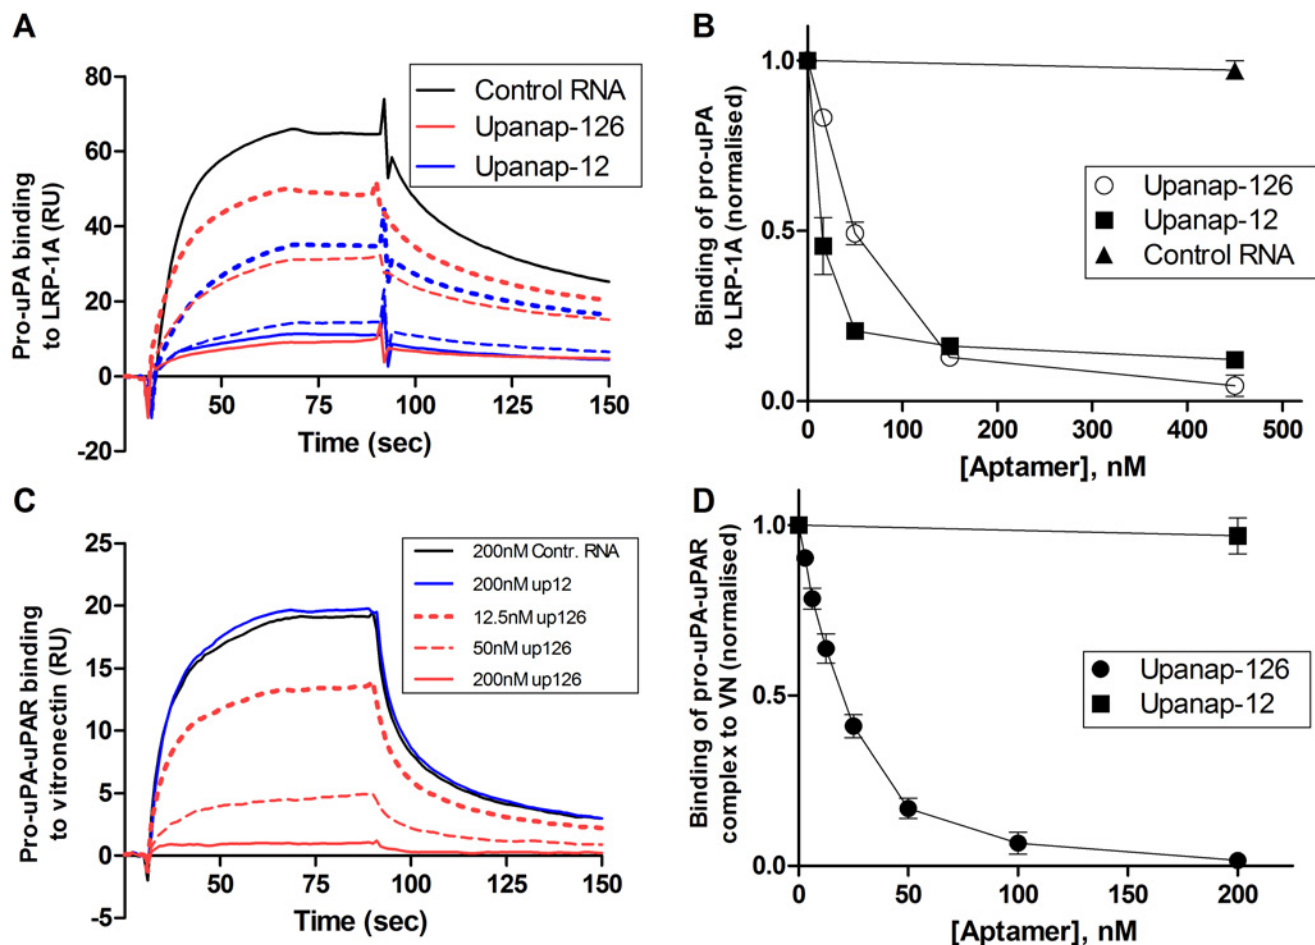 A
Pro-uPA binding
to LRP-1A (RU)
80
60
40
20
0
-20
50
75
100
125
150
Time (sec)
Control RNA
Upanap-126
Upanap-12
B
Binding of pro-uPA
to LRP-1A (normalised)
1.0
0.5
0.0
0
100
200
300
400
500
[Aptamer], nM
Upanap-126
Upanap-12
Control RNA
C
Pro-uPA-uPAR binding
to vitronectin (RU)
25
20
15
10
5
0
-5
50
75
100
125
150
Time (sec)
200nM Contr. RNA
200nM up12
12.5nM up126
50nM up126
200nM up126
D
Binding of pro-uPA-uPAR
complex to VN (normalised)
1.0
0.5
0.0
0
50
100
150
200
[Aptamer], nM
Upanap-126
Upanap-12